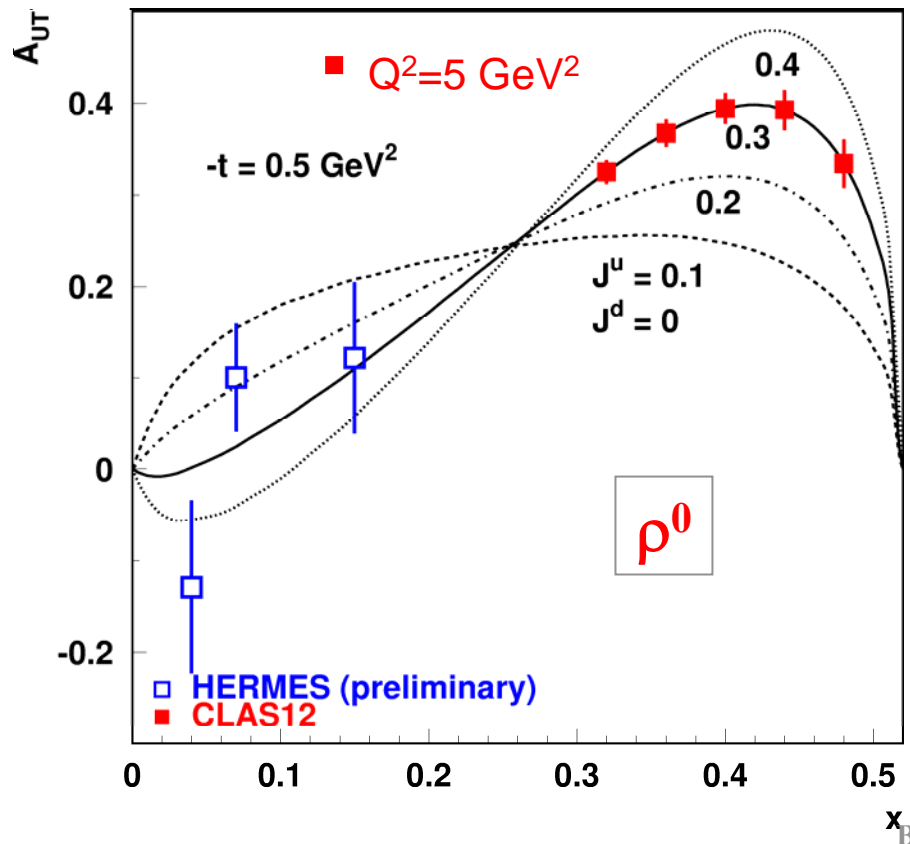 A_UT
Q²=5 GeV²
0.4
0.4
0.3
-t = 0.5 GeV²
0.2
J^u = 0.1
0.2
J^d = 0
0
ρ⁰
-0.2
HERMES (preliminary)
CLAS12
0 0.1 0.2 0.3 0.4 0.5
x_B